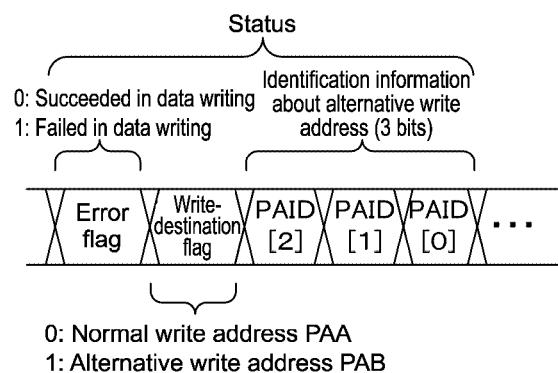 Status
0: Succeeded in data writing
1: Failed in data writing
Identification information
about alternative write
address (3 bits)
Error
flag
Write-
destination
flag
PAID
[2]
PAID
[1]
PAID
[0]
...
0: Normal write address PAA
1: Alternative write address PAB